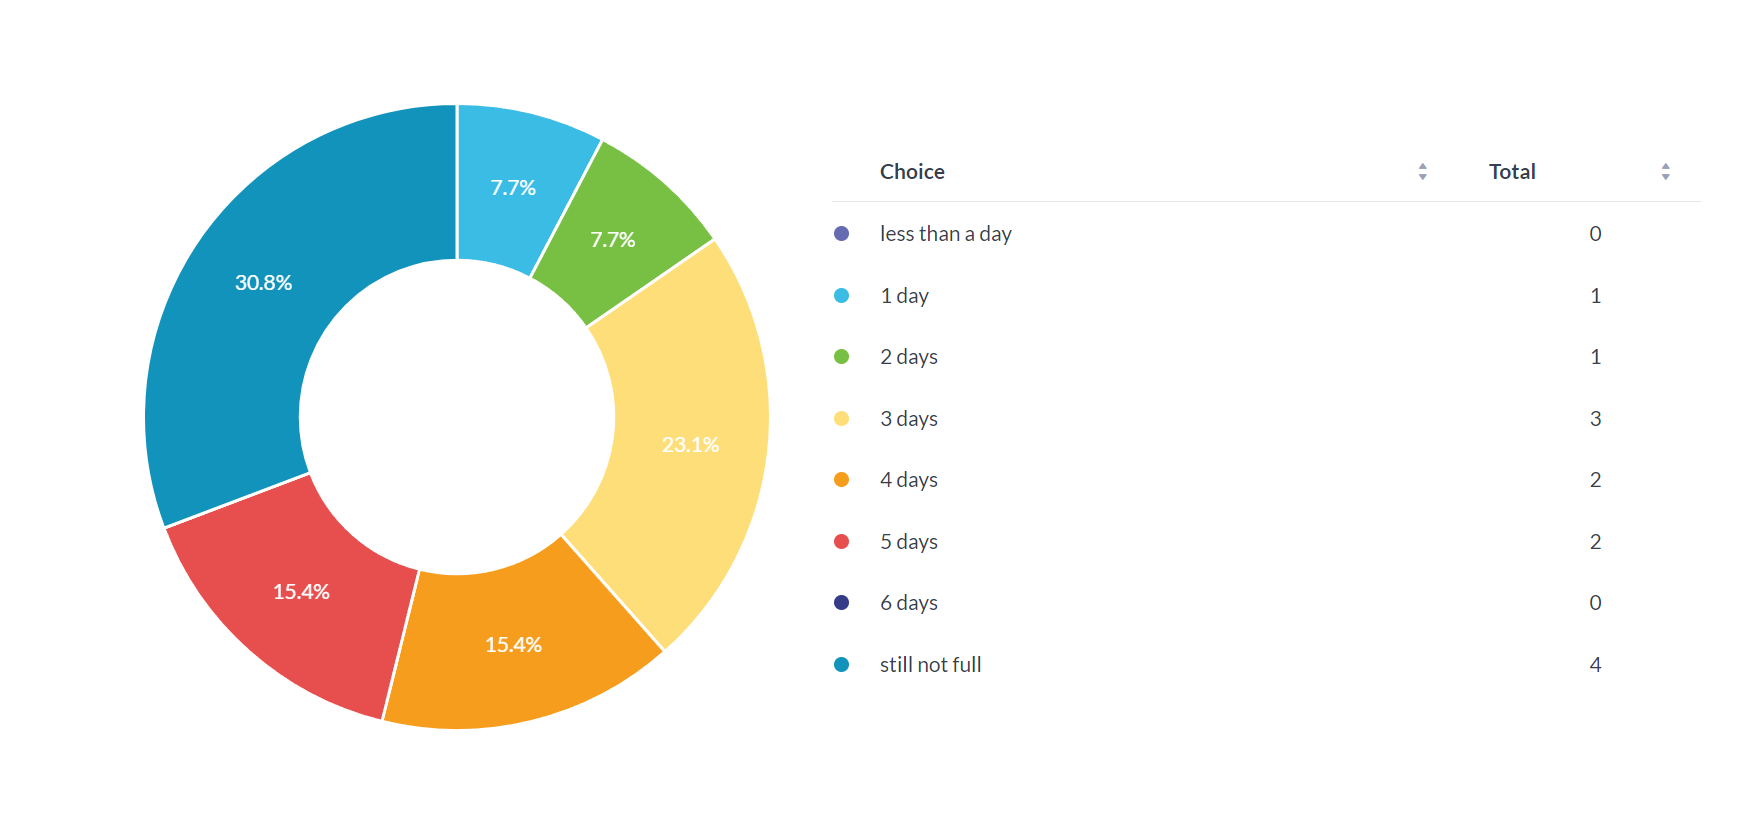 7.7%
7.7%
30.8%
23.1%
15.4%
15.4%
Choice Total
less than a day 0
1 day 1
2 days 1
3 days 3
4 days 2
5 days 2
6 days 0
still not full 4